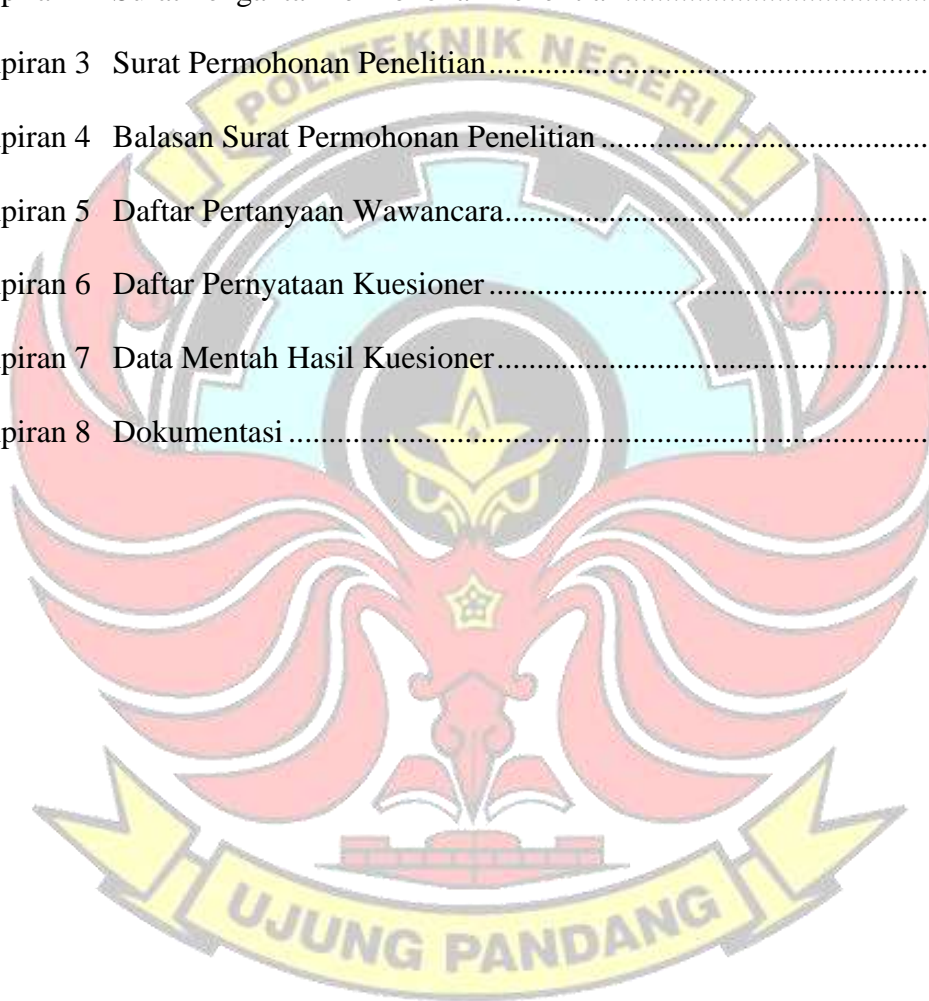 piran 3 Surat Permohonan Penelitian................................................
piran 4 Balasan Surat Permohonan Penelitian..................................
piran 5 Daftar Pertanyaan Wawancara..............................................
piran 6 Daftar Pernyataan Kuesioner................................................
piran 7 Data Mentah Hasil Kuesioner...............................................
piran 8 Dokumentasi.........................................................................
POLITEKNIK NEGERI
UJUNG PANDANG